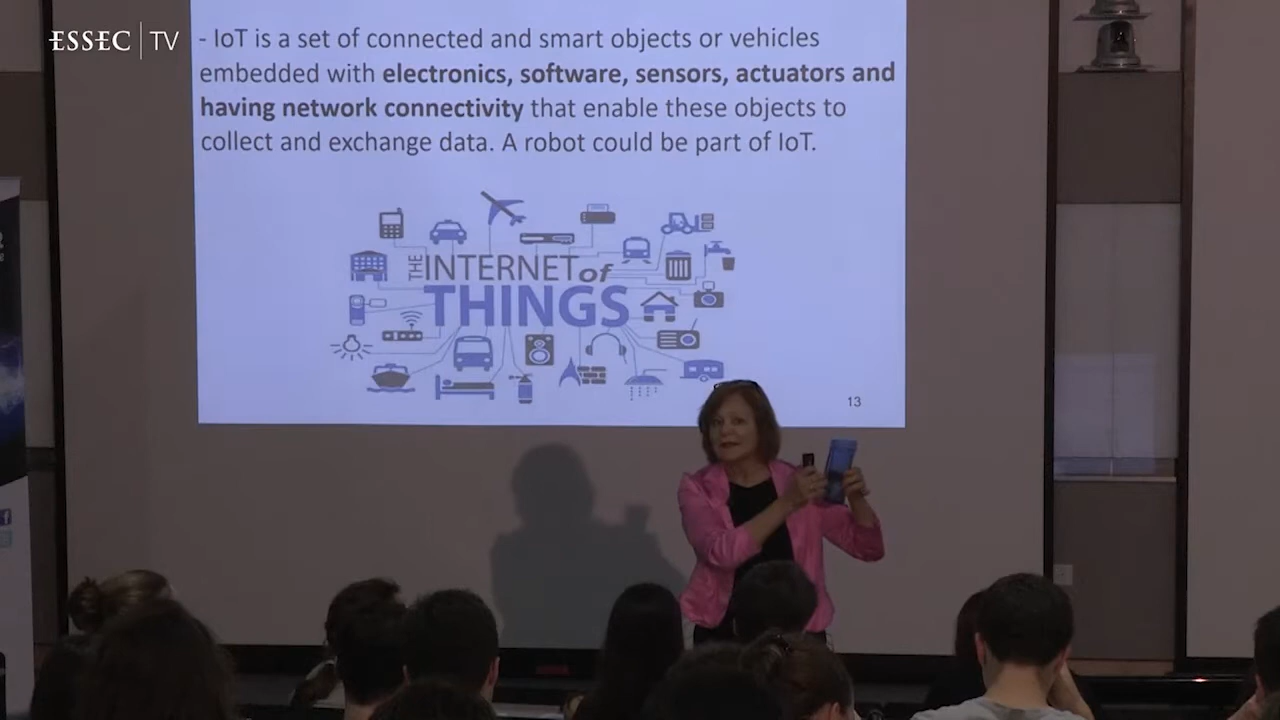 ESSEC | TV
- IoT is a set of connected and smart objects or vehicles
embedded with electronics, software, sensors, actuators and
having network connectivity that enable these objects to
collect and exchange data. A robot could be part of IoT.
THE INTERNET of
THINGS
13